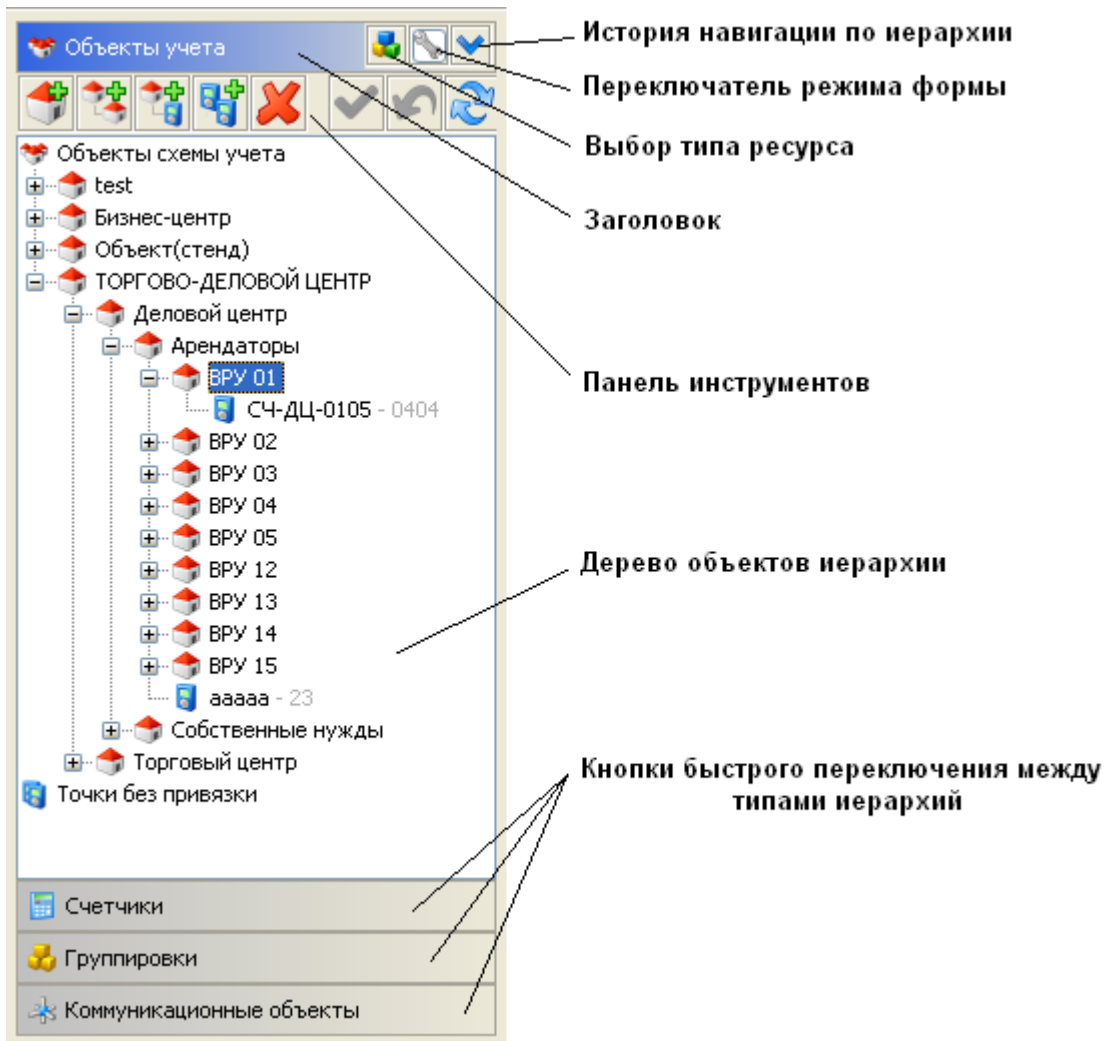 Объекты учета
История навигации по иерархии
Переключатель режима формы
Выбор типа ресурса
Объекты схемы учета
test
Бизнес-центр
Заголовок
Объект(стенд)
ТОРГОВО-ДЕЛОВОЙ ЦЕНТР
Деловой центр
Арендаторы
ВРУ 01
Панель инструментов
СЧ-ДЦ-0105 - 0404
ВРУ 02
ВРУ 03
ВРУ 04
ВРУ 05
Дерево объектов иерархии
ВРУ 12
ВРУ 13
ВРУ 14
ВРУ 15
ааааа - 23
Собственные нужды
Торговый центр
Кнопки быстрого переключения между
типами иерархий
Точки без привязки
Счетчики
Группировки
Коммуникационные объекты